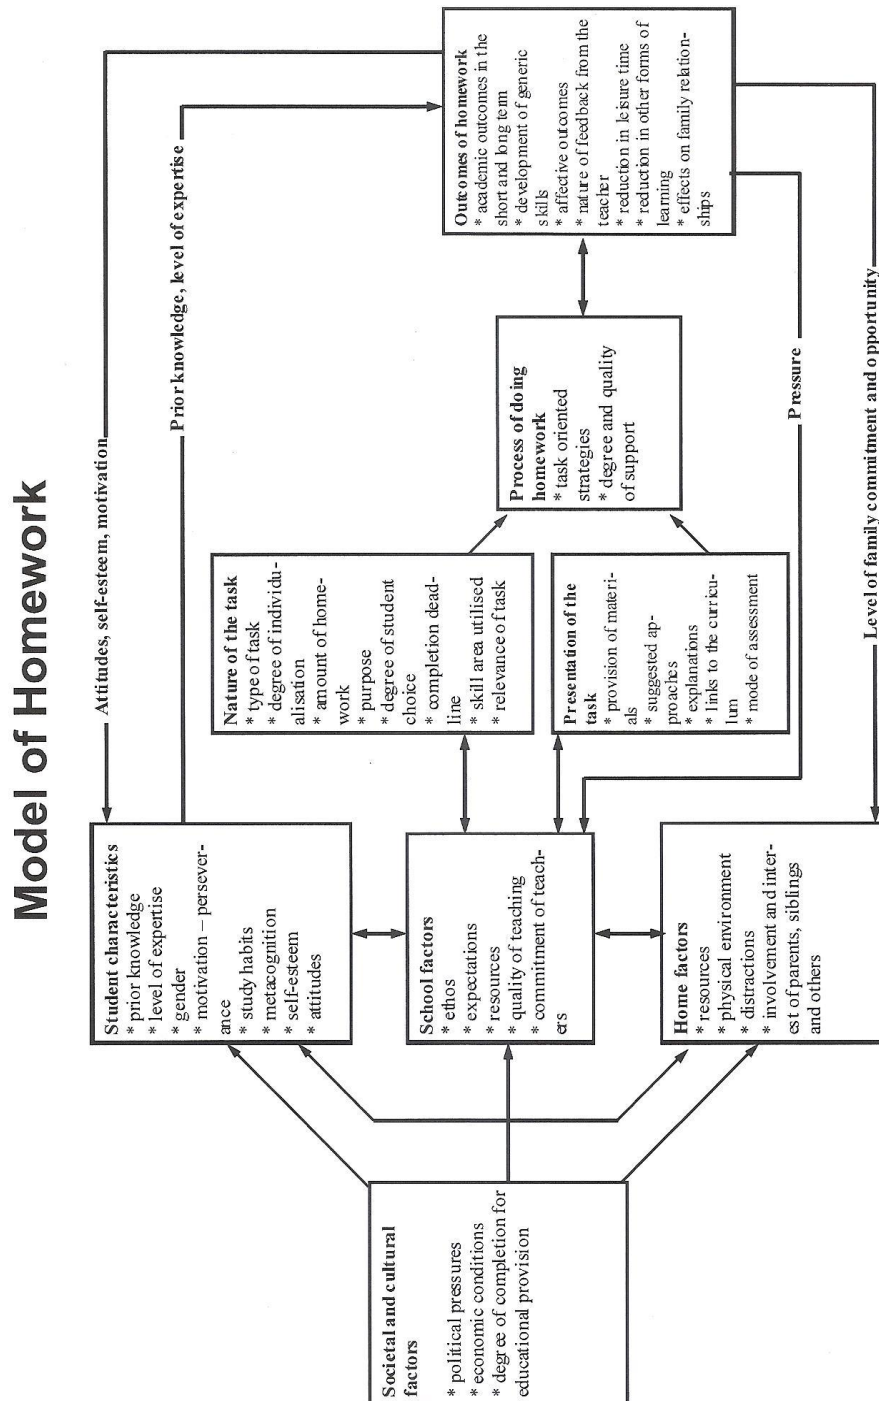 Model of Homework
Attitudes, self-esteem, motivation
Prior knowledge, level of expertise
Societal and cultural
factors
* political pressures
* economic conditions
* degree of completion for
educational provision
Student characteristics
* prior knowledge
* level of expertise
* gender
* motivation – persever-
ance
* study habits
* metacognition
* self-esteem
* attitudes
School factors
* ethos
* expectations
* resources
* quality of teaching
* commitment of teach-
ers
Home factors
* resources
* physical environment
* distractions
* involvement and inter-
est of parents, siblings
and others
Nature of the task
* type of task
* degree of individu-
alisation
* amount of home-
work
* purpose
* degree of student
choice
* completion dead-
line
* skill area utilised
* relevance of task
Presentation of the
task
* provision of materi-
als
* suggested ap-
proaches
* explanations
* links to the curricu-
lum
* mode of assessment
Process of doing
homework
* task oriented
strategies
* degree and quality
of support
Outcomes of homework
* academic outcomes in the
short and long term
* development of generic
skills
* affective outcomes
* nature of feedback from the
teacher
* reduction in leisure time
* reduction in other forms of
learning
* effects on family relation-
ships
Pressure
Level of family commitment and opportunity